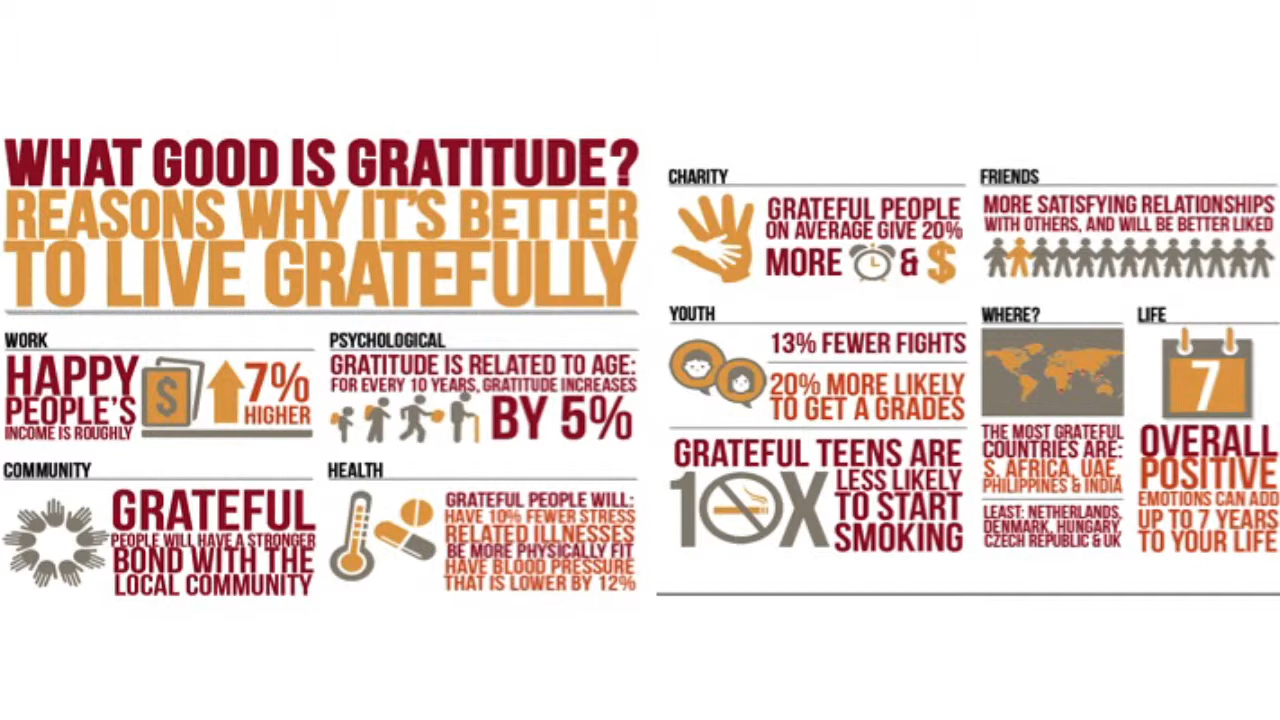 WHAT GOOD IS GRATITUDE?
REASONS WHY IT'S BETTER
TO LIVE GRATEFULLY
WORK
HAPPY
PEOPLE'S
INCOME IS ROUGHLY
$
7%
HIGHER
PSYCHOLOGICAL
GRATITUDE IS RELATED TO AGE:
FOR EVERY 10 YEARS, GRATITUDE INCREASES
BY 5%
COMMUNITY
GRATEFUL
PEOPLE WILL HAVE A STRONGER
BOND WITH THE
LOCAL COMMUNITY
HEALTH
GRATEFUL PEOPLE WILL:
HAVE 10% FEWER STRESS
RELATED ILLNESSES
BE MORE PHYSICALLY FIT
HAVE BLOOD PRESSURE
THAT IS LOWER BY 12%
CHARITY
GRATEFUL PEOPLE
ON AVERAGE GIVE 20%
MORE & $
FRIENDS
MORE SATISFYING RELATIONSHIPS
WITH OTHERS, AND WILL BE BETTER LIKED
YOUTH
13% FEWER FIGHTS
20% MORE LIKELY
TO GET A GRADES
GRATEFUL TEENS ARE
10X
LESS LIKELY
TO START
SMOKING
WHERE?
THE MOST GRATEFUL
COUNTRIES ARE:
S. AFRICA, UAE,
PHILIPPINES & INDIA
LEAST: NETHERLANDS,
DENMARK, HUNGARY,
CZECH REPUBLIC & UK
LIFE
7
OVERALL
POSITIVE
EMOTIONS CAN ADD
UP TO 7 YEARS
TO YOUR LIFE